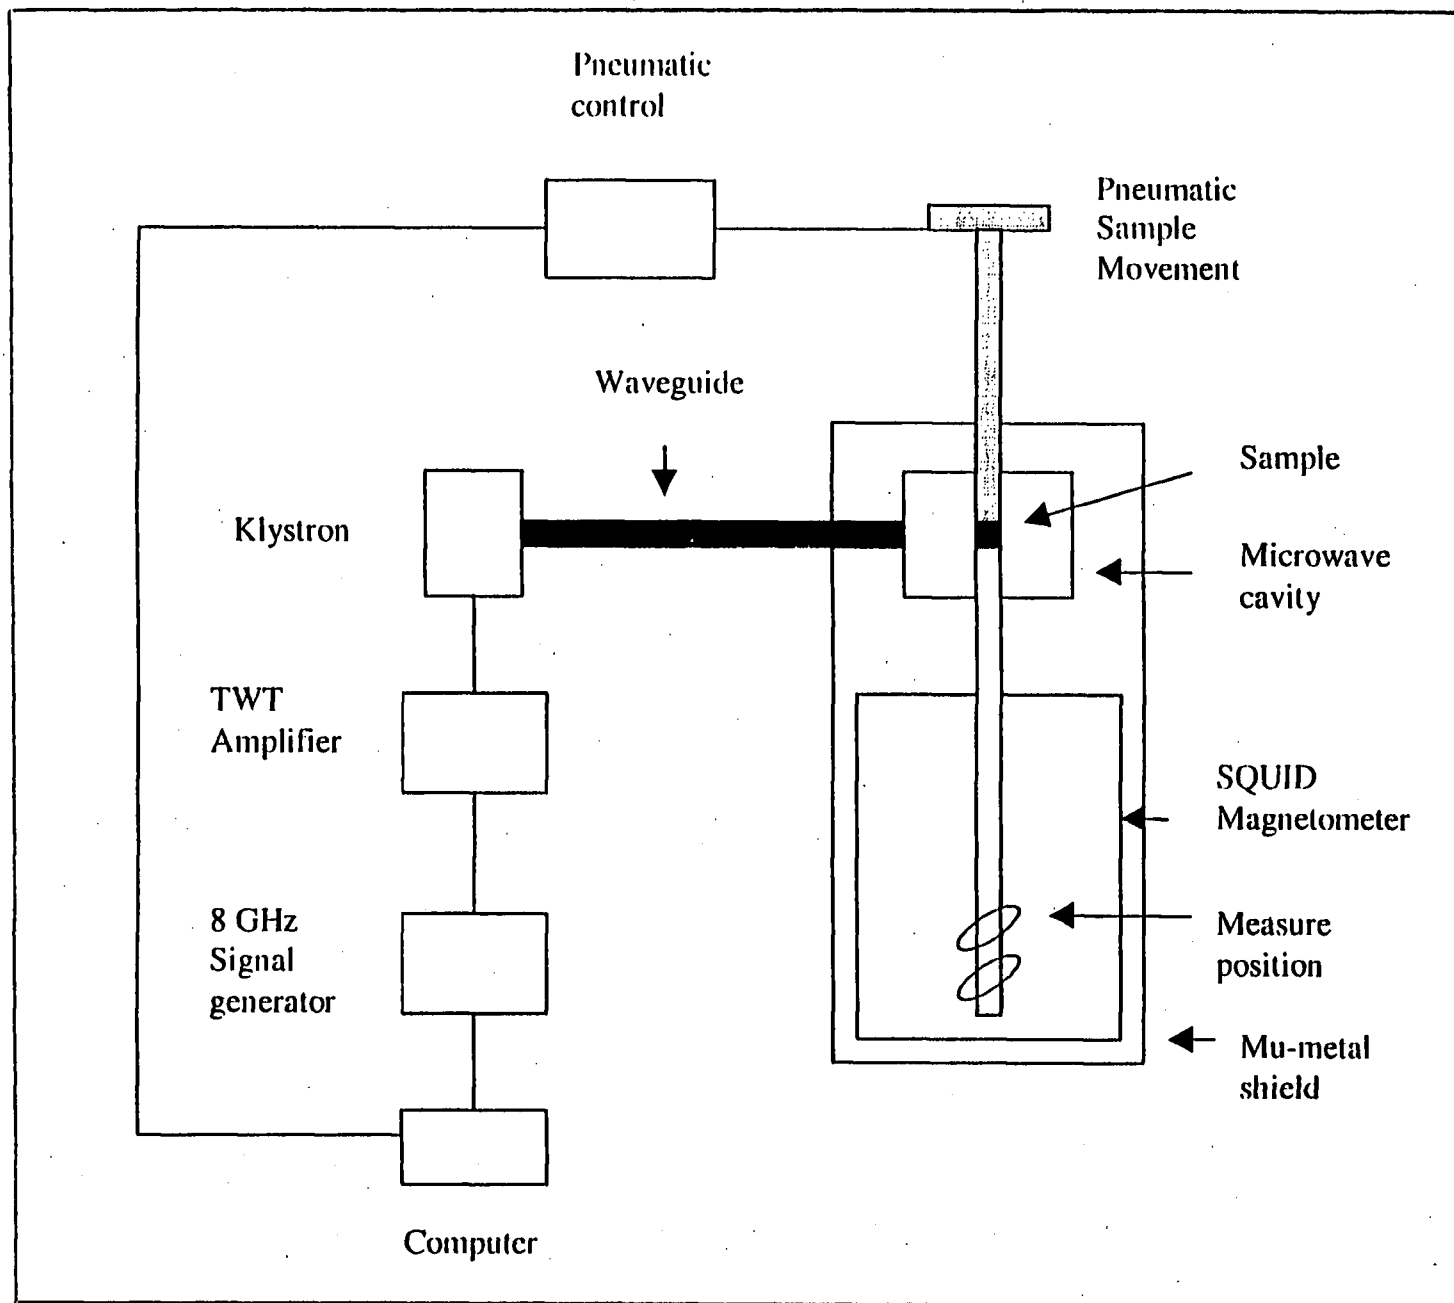 Pneumatic
control
Pneumatic
Sample
Movement
Waveguide
Sample
Klystron
Microwave
cavity
TWT
Amplifier
SQUID
Magnetometer
8 GHz
Signal
generator
Measure
position
Mu-metal
shield
Computer